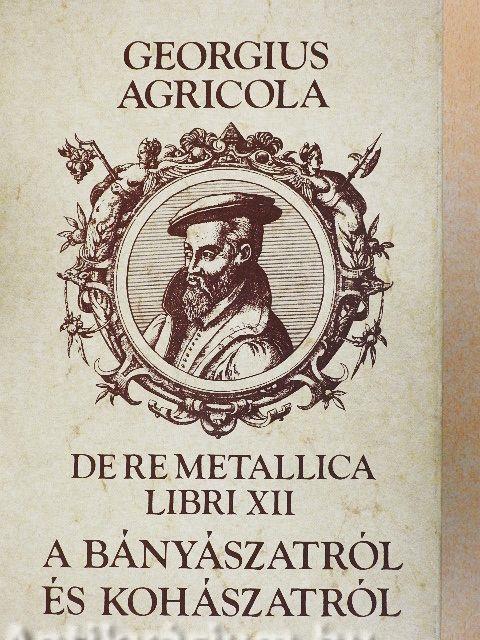 GEORGIUS
AGRICOLA
DE RE METALLICA
LIBRI XII
A BÁNYÁSZATRÓL
ÉS KOHÁSZATRÓL